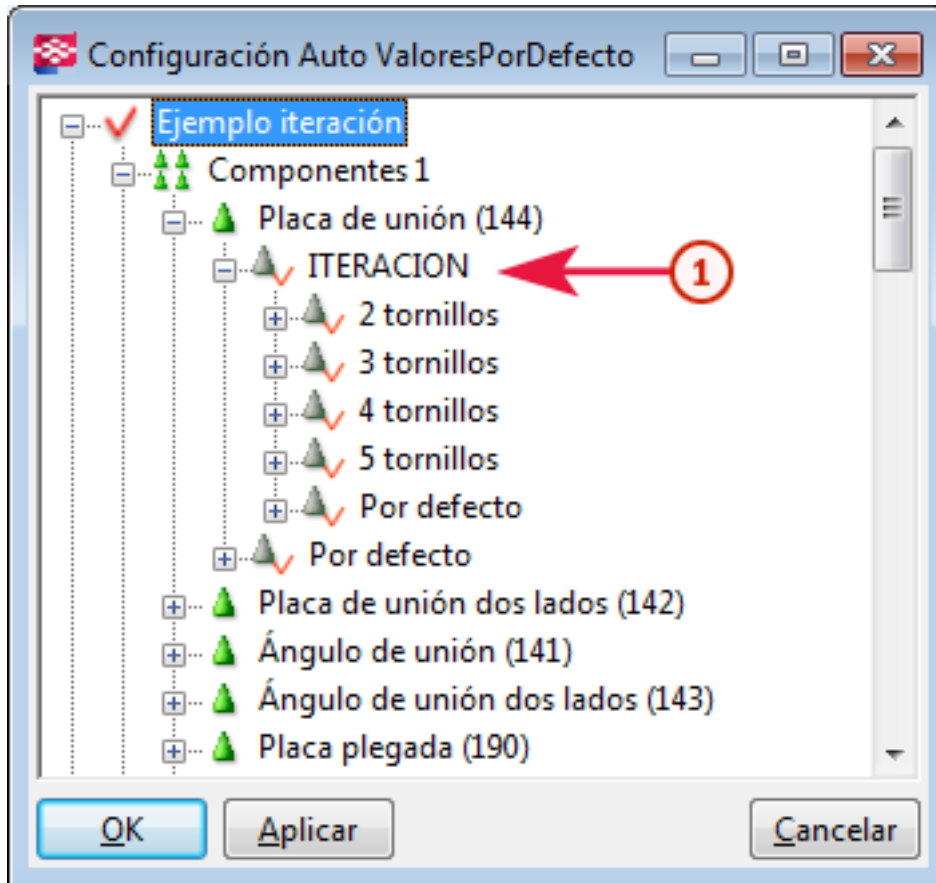 Configuración Auto ValoresPorDefecto
Ejemplo iteración
Componentes 1
Placa de unión (144)
ITERACION 1
2 tornillos
3 tornillos
4 tornillos
5 tornillos
Por defecto
Por defecto
Placa de unión dos lados (142)
Ángulo de unión (141)
Ángulo de unión dos lados (143)
Placa plegada (190)
OK Aplicar Cancelar